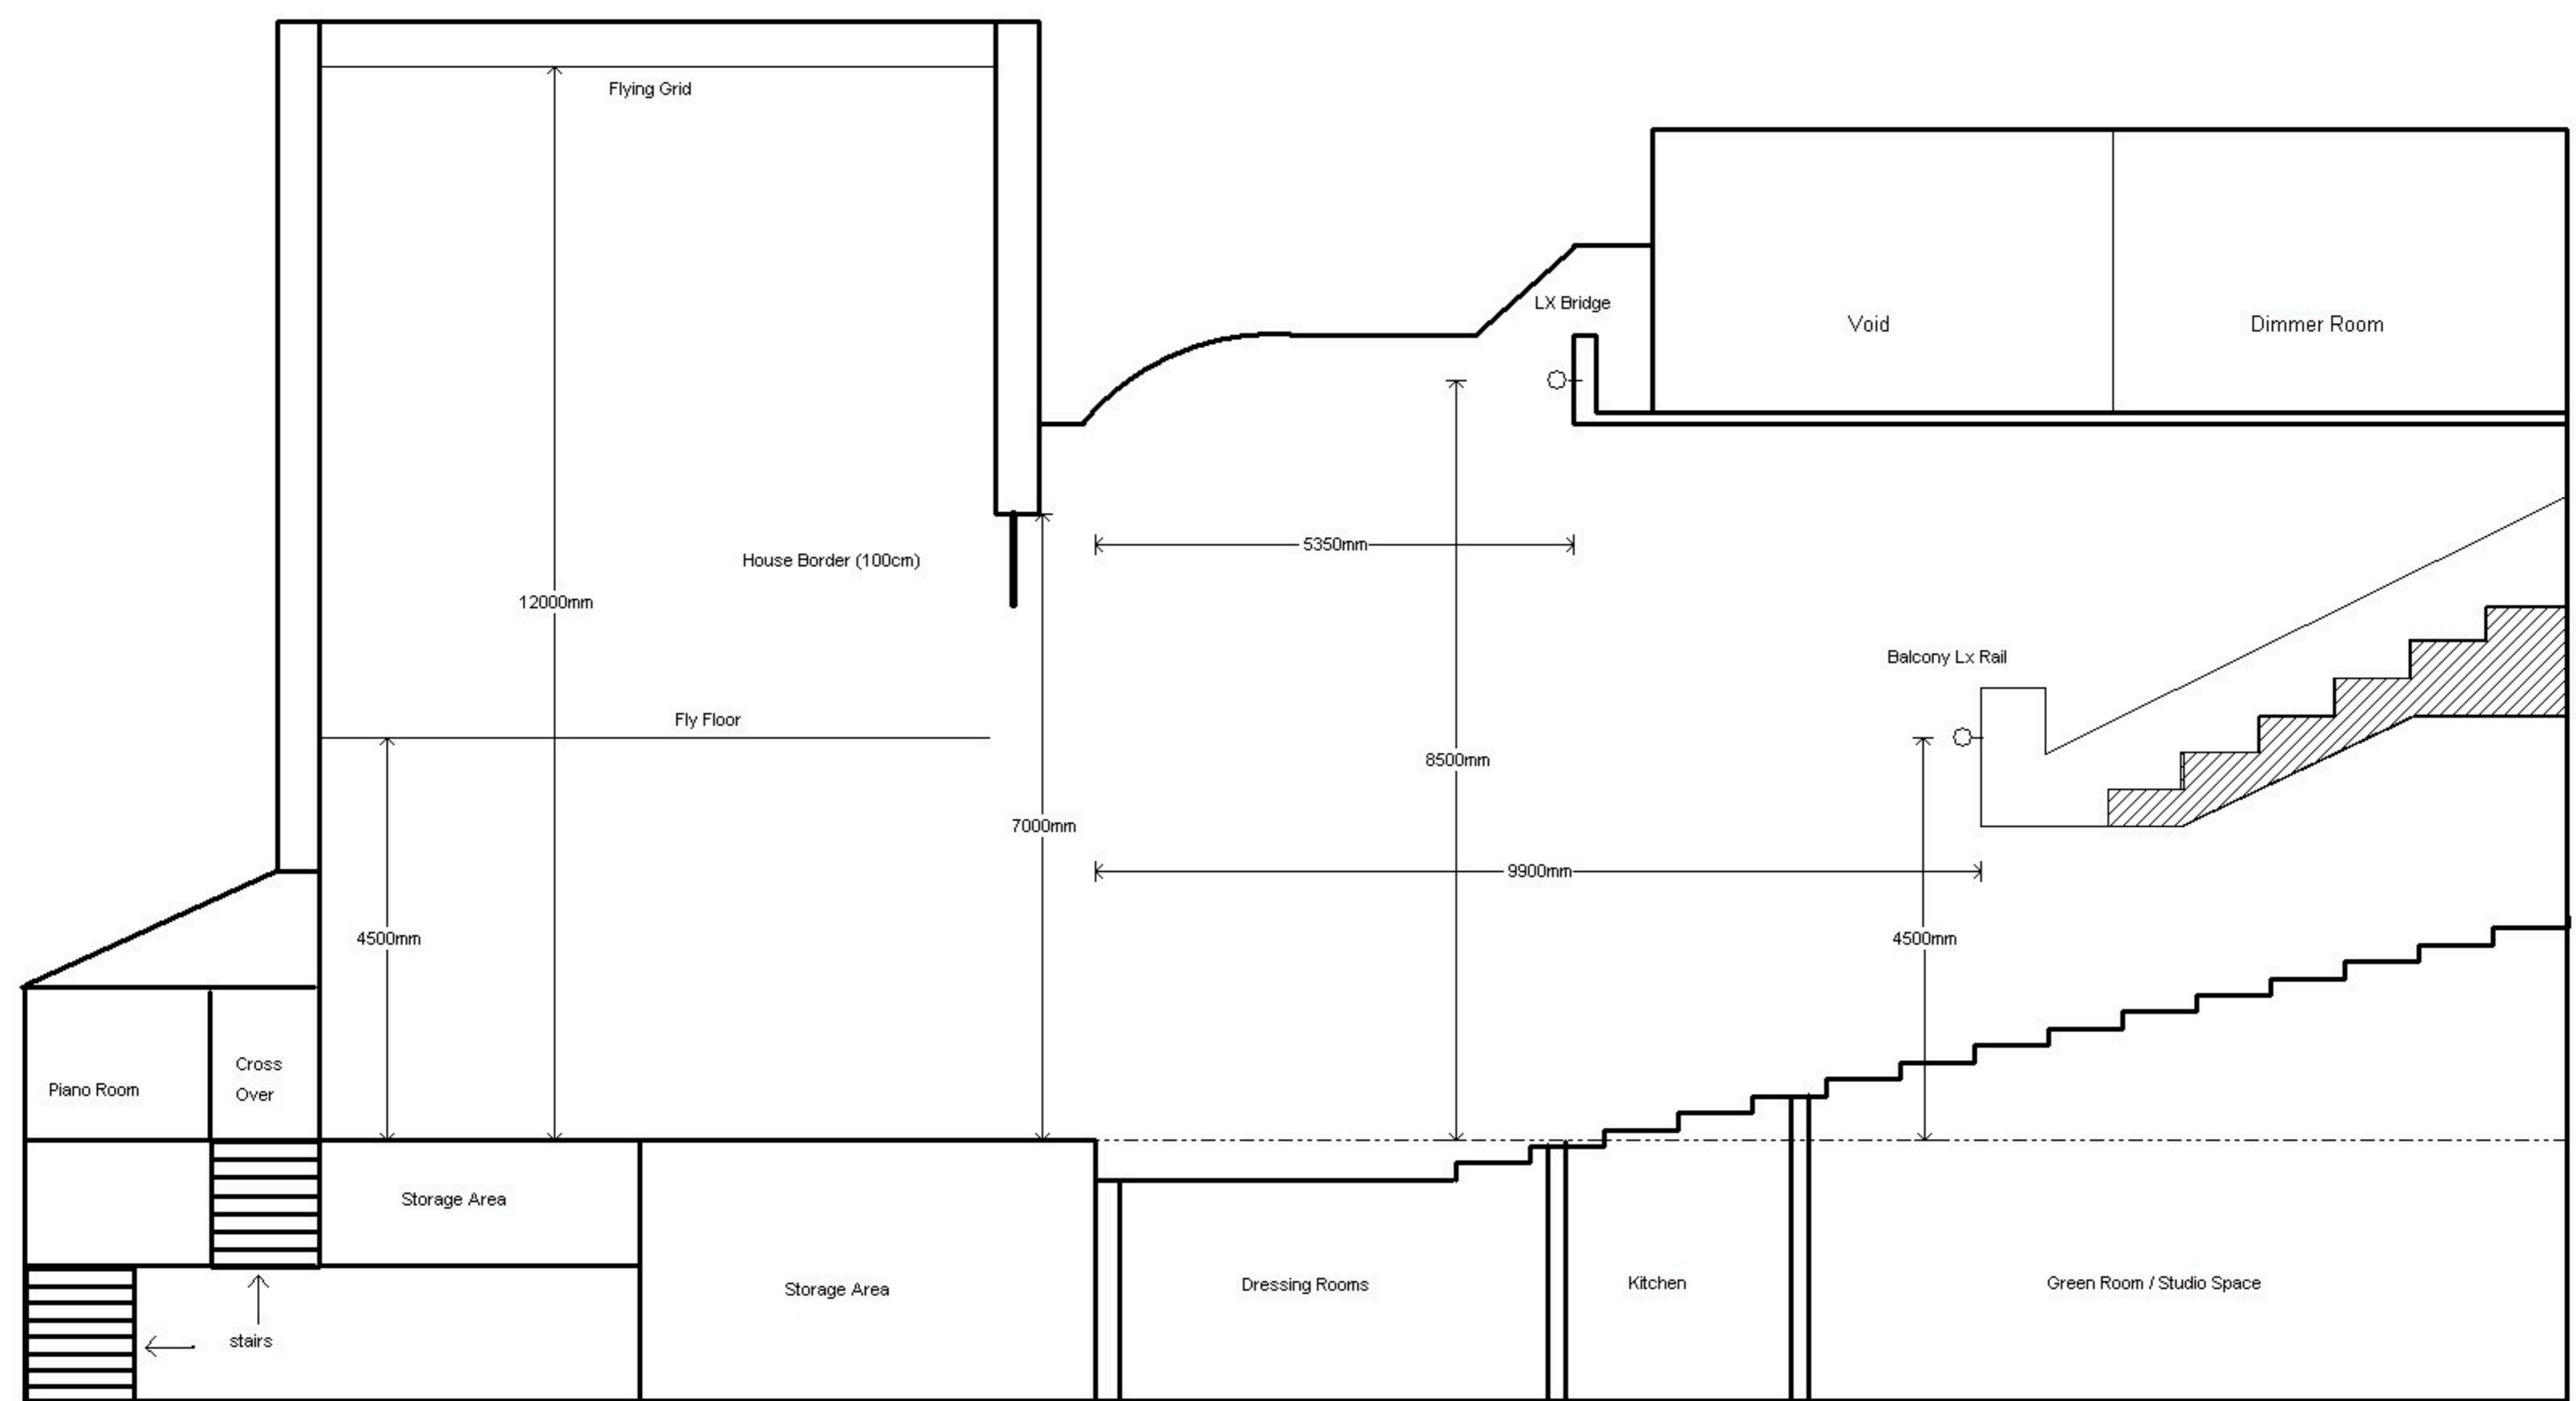 Flying Grid
LX Bridge
Void
Dimmer Room
5350mm
House Border (100cm)
12000mm
Balcony Lx Rail
Fly Floor
8500mm
7000mm
9900mm
4500mm
4500mm
Cross
Over
Piano Room
Storage Area
Storage Area
Dressing Rooms
Kitchen
Green Room / Studio Space
stairs